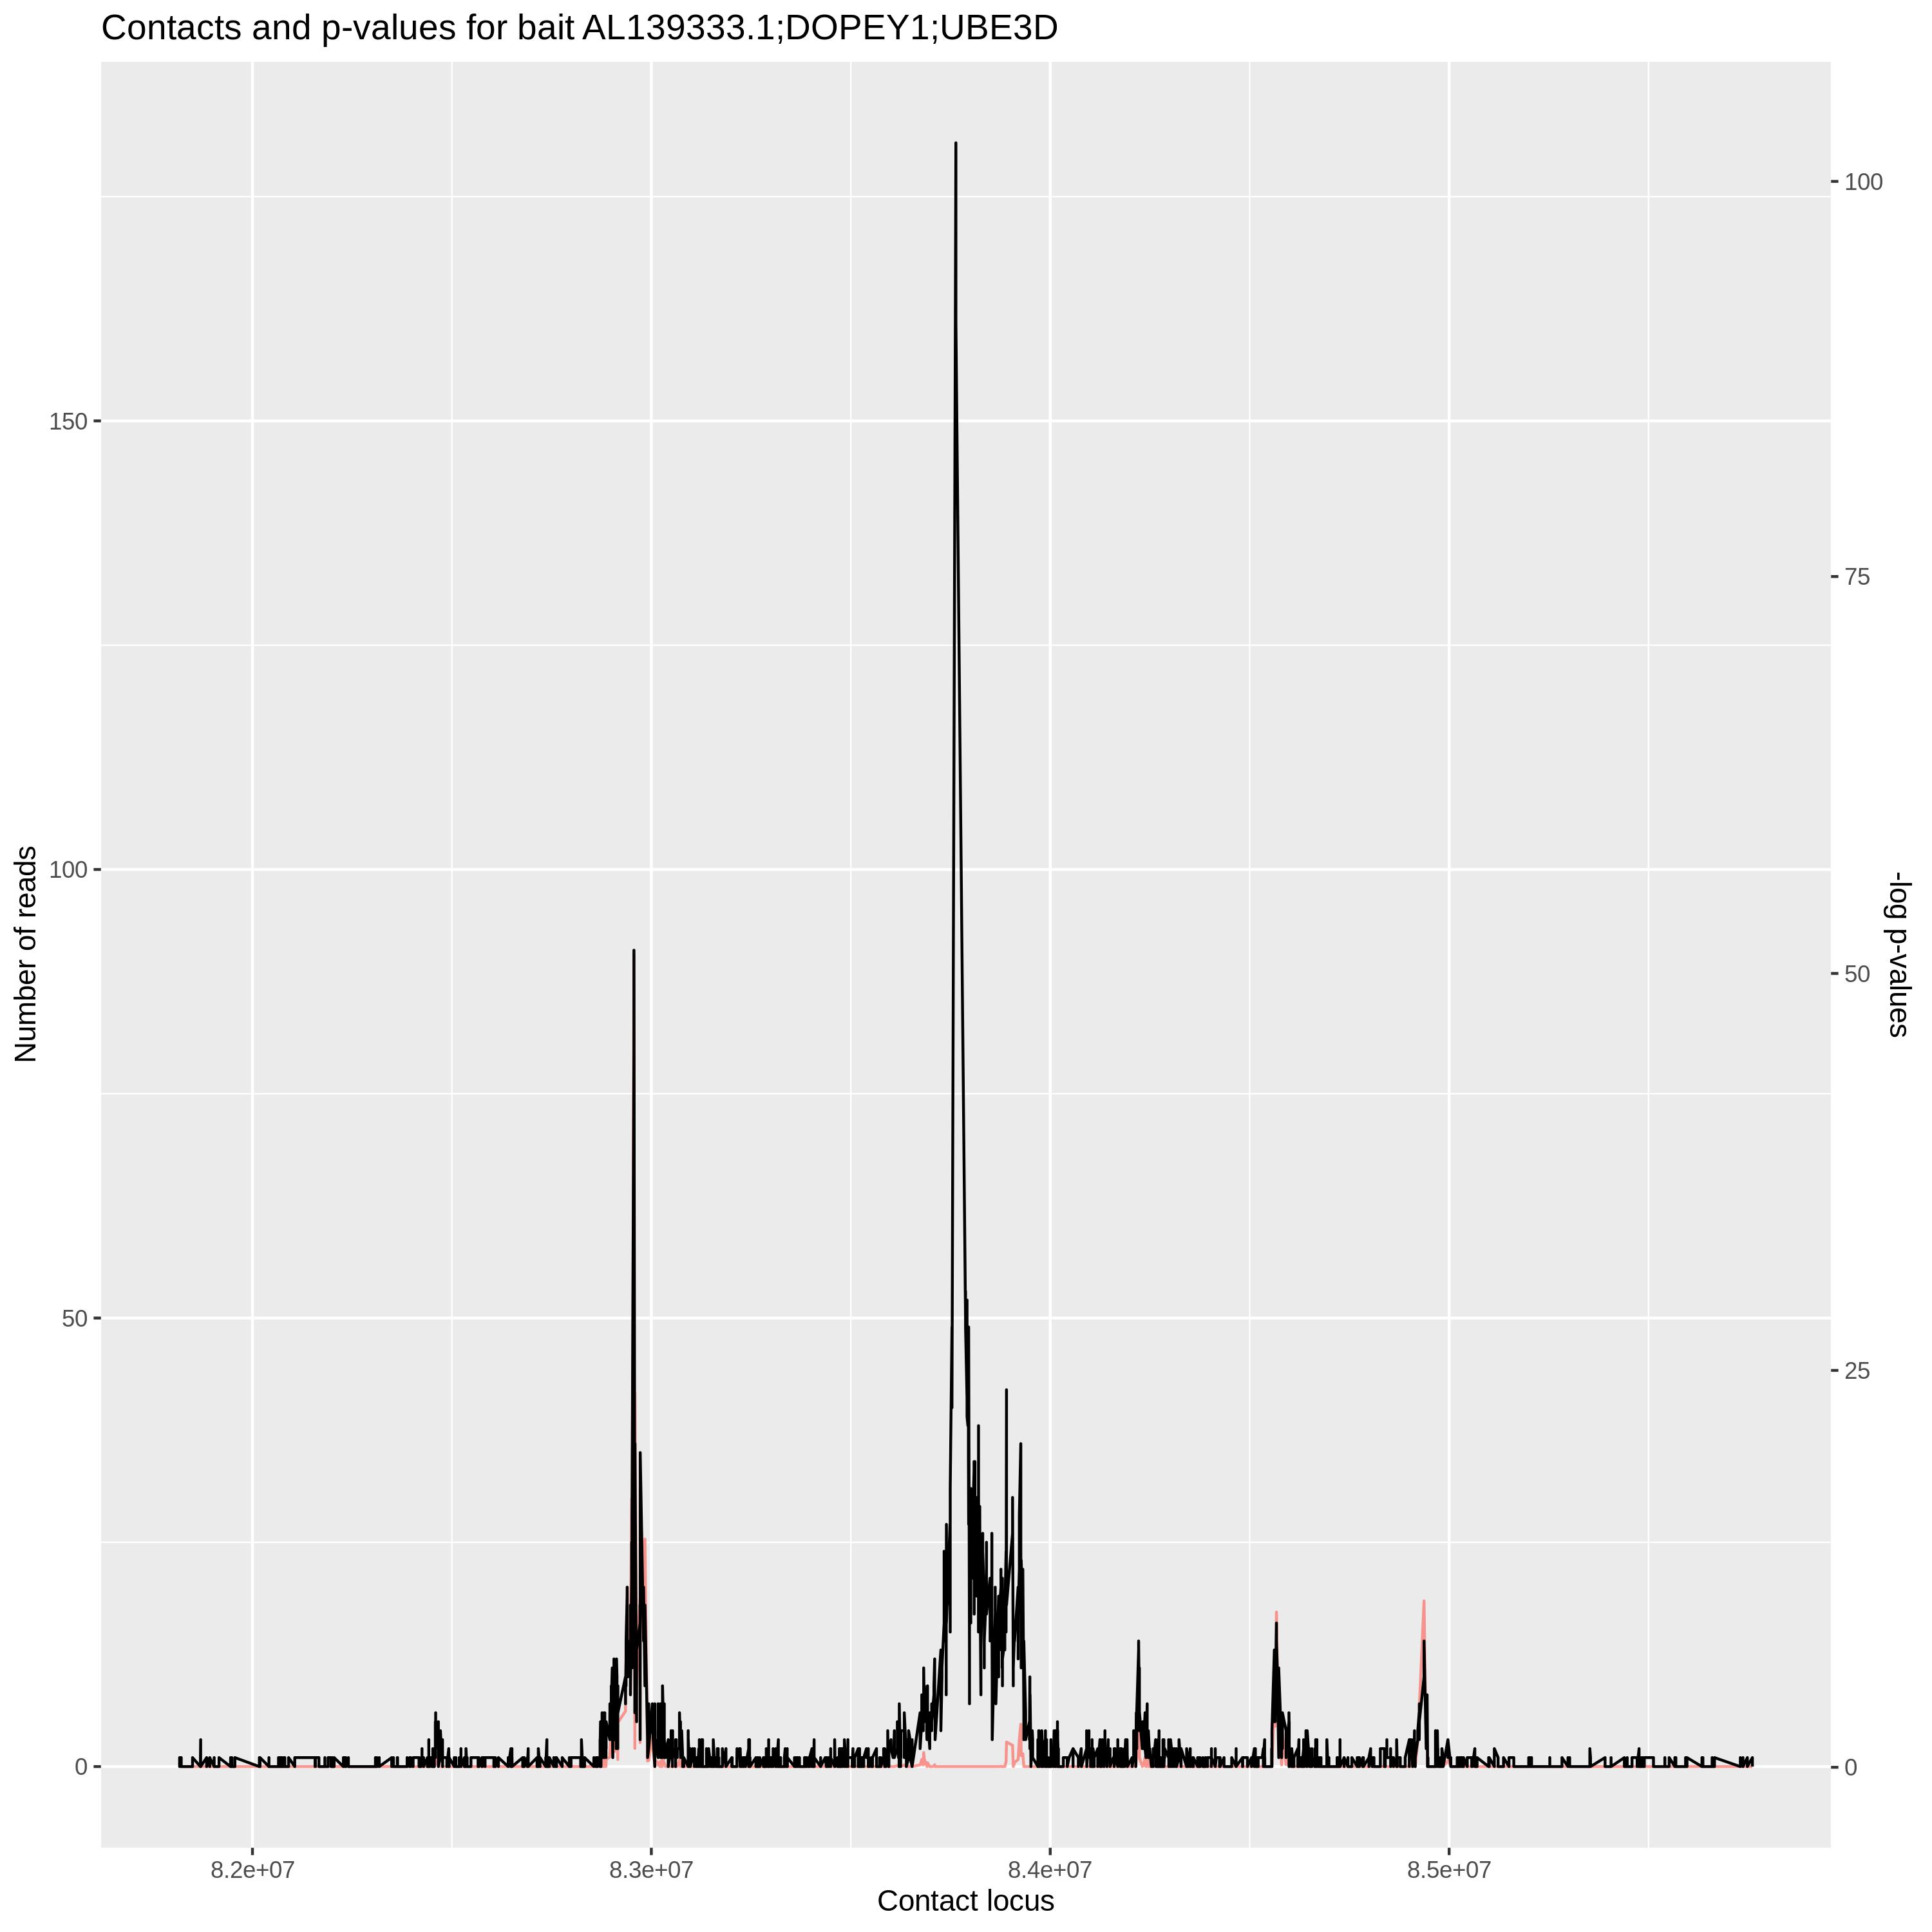 Contacts and p-values for bait AL139333.1;DOPEY1;UBE3D
Number of reads
150
100
50
0
100
75
50
25
0
-log p-values
8.2e+07 8.3e+07 8.4e+07 8.5e+07
Contact locus